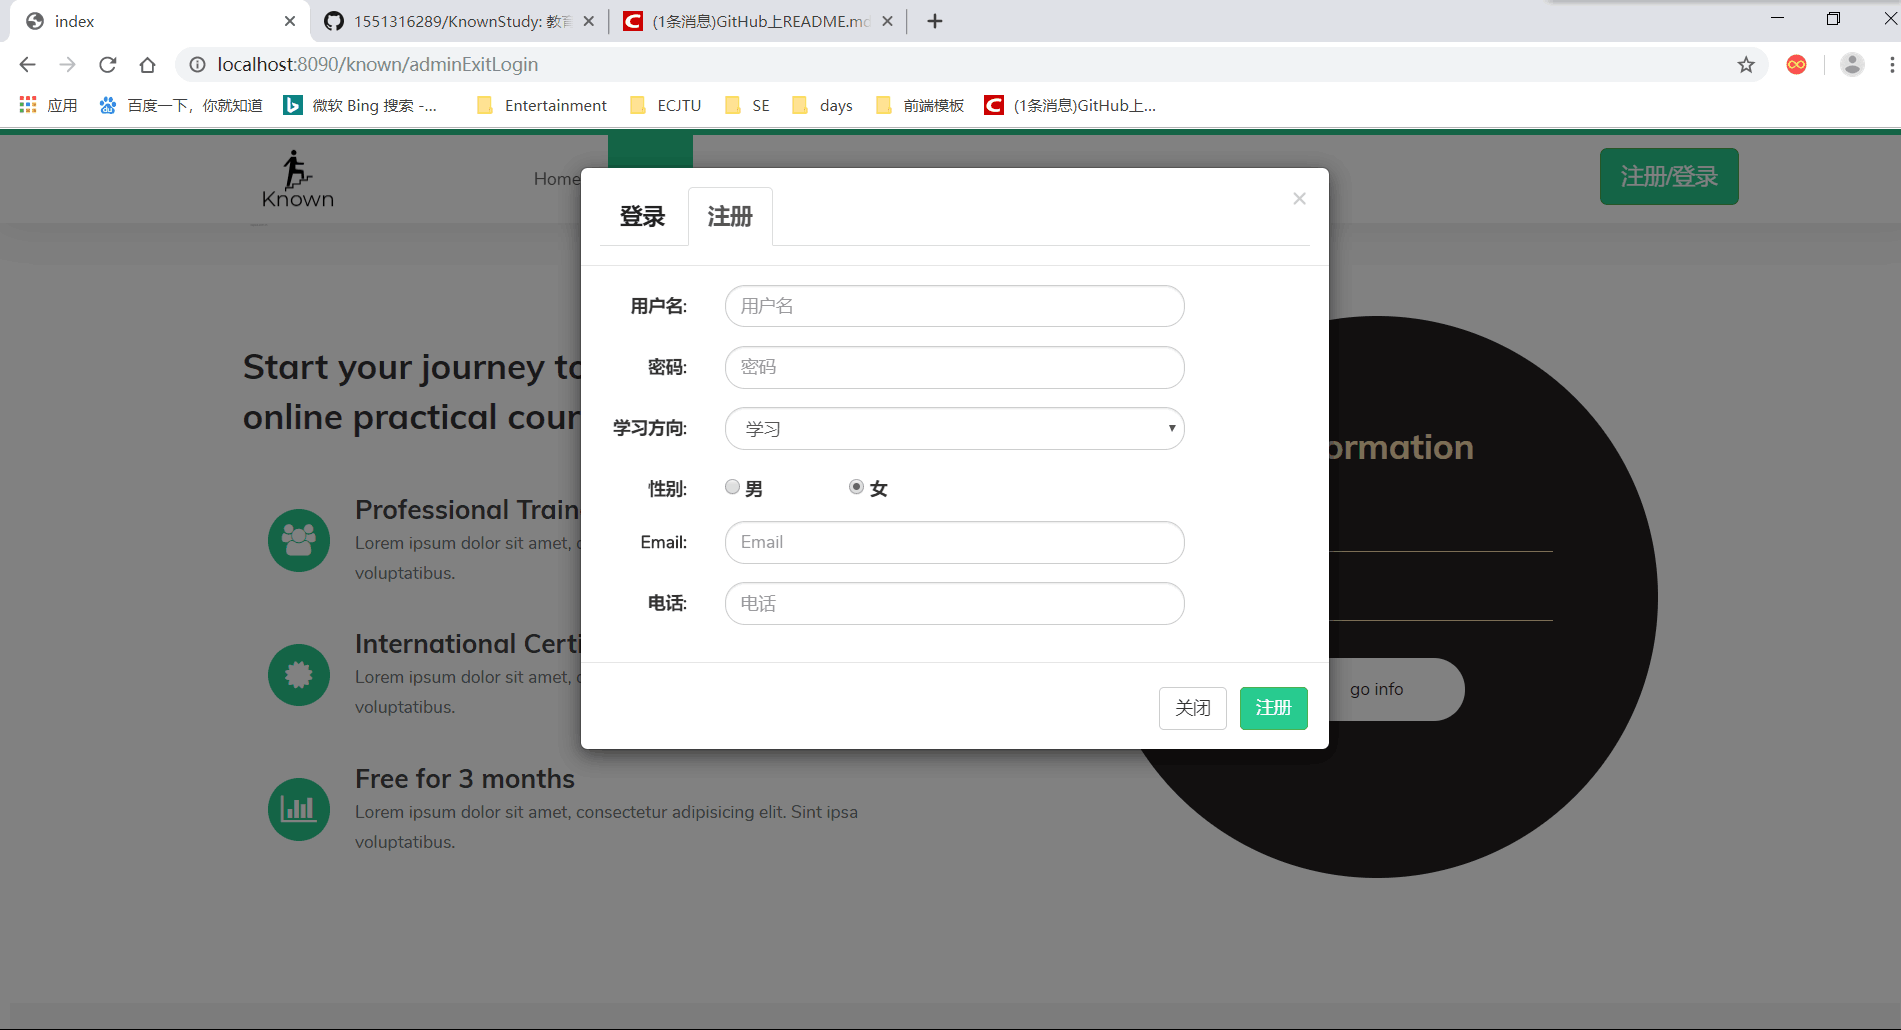 index
1551316289/KnownStudy: 教育
(1条消息)GitHub上README.md
localhost:8090/known/adminExitLogin
应用
百度一下，你就知道
微软 Bing 搜索 -...
Entertainment
ECJTU
SE
days
前端模板
(1条消息)GitHub上...
Known
Home
注册/登录
登录
注册
×
用户名:
用户名
密码:
密码
学习方向:
学习
性别:
男
女
Email:
Email
电话:
电话
关闭
注册
Start your journey to
online practical cour
Professional Train
Lorem ipsum dolor sit amet, c
voluptatibus.
International Certi
Lorem ipsum dolor sit amet, c
voluptatibus.
Free for 3 months
Lorem ipsum dolor sit amet, consectetur adipisicing elit. Sint ipsa
voluptatibus.
ormation
go info